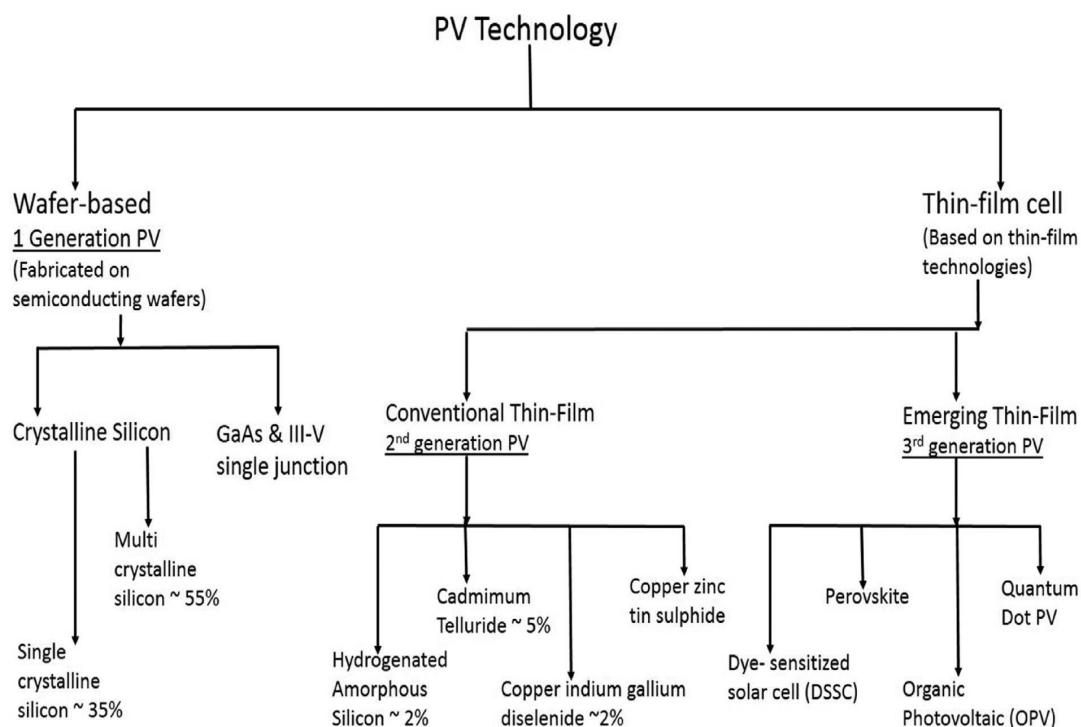 PV Technology
Wafer-based
1 Generation PV
(Fabricated on
semiconducting wafers)
Thin-film cell
(Based on thin-film
technologies)
Crystalline Silicon
GaAs & III-V
single junction
Conventional Thin-Film
2nd generation PV
Emerging Thin-Film
3rd generation PV
Multi
crystalline
silicon ~ 55%
Single
crystalline
silicon ~ 35%
Cadmimum
Telluride ~ 5%
Copper zinc
tin sulphide
Hydrogenated
Amorphous
Silicon ~ 2%
Copper indium gallium
diselenide ~2%
Perovskite
Quantum
Dot PV
Dye- sensitized
solar cell (DSSC)
Organic
Photovoltaic (OPV)